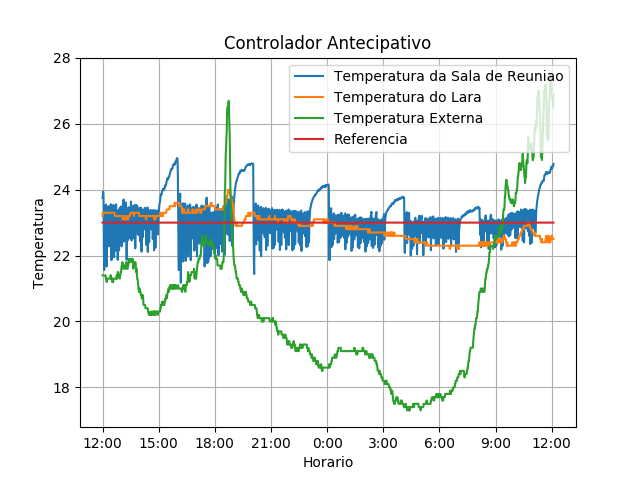 Controlador Antecipativo
Temperatura da Sala de Reuniao
Temperatura do Lara
Temperatura Externa
Referencia
Temperatura
28
26
24
22
20
18
12:00 15:00 18:00 21:00 0:00 3:00 6:00 9:00 12:00
Horario